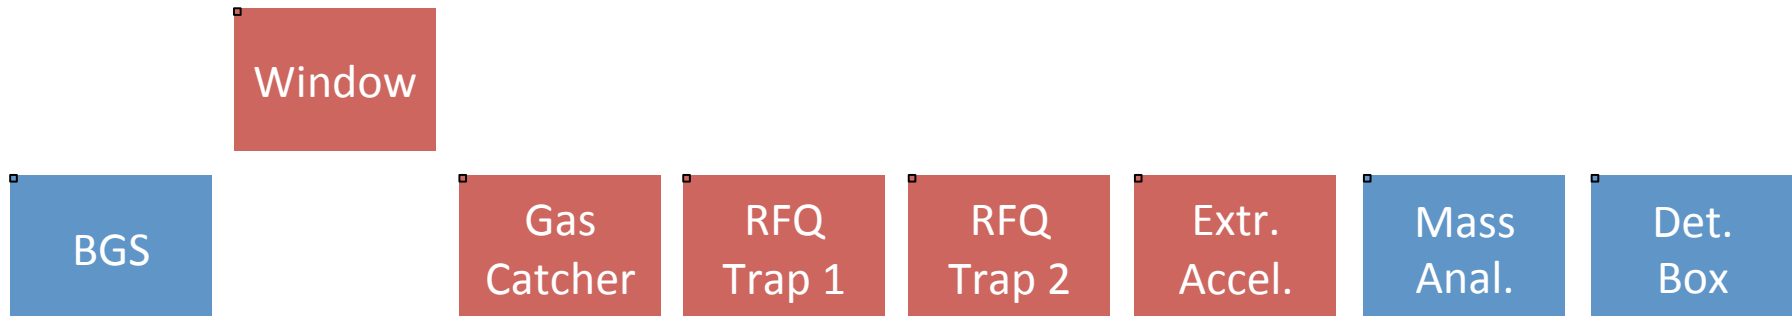 Window
BGS
Gas
Catcher
RFQ
Trap 1
RFQ
Trap 2
Extr.
Accel.
Mass
Anal.
Det.
Box